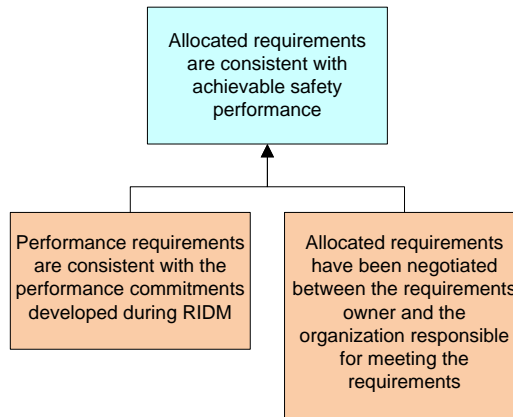 Allocated requirements
are consistent with
achievable safety
performance
Performance requirements
are consistent with the
performance commitments
developed during RIDM
Allocated requirements
have been negotiated
between the requirements
owner and the
organization responsible
for meeting the
requirements